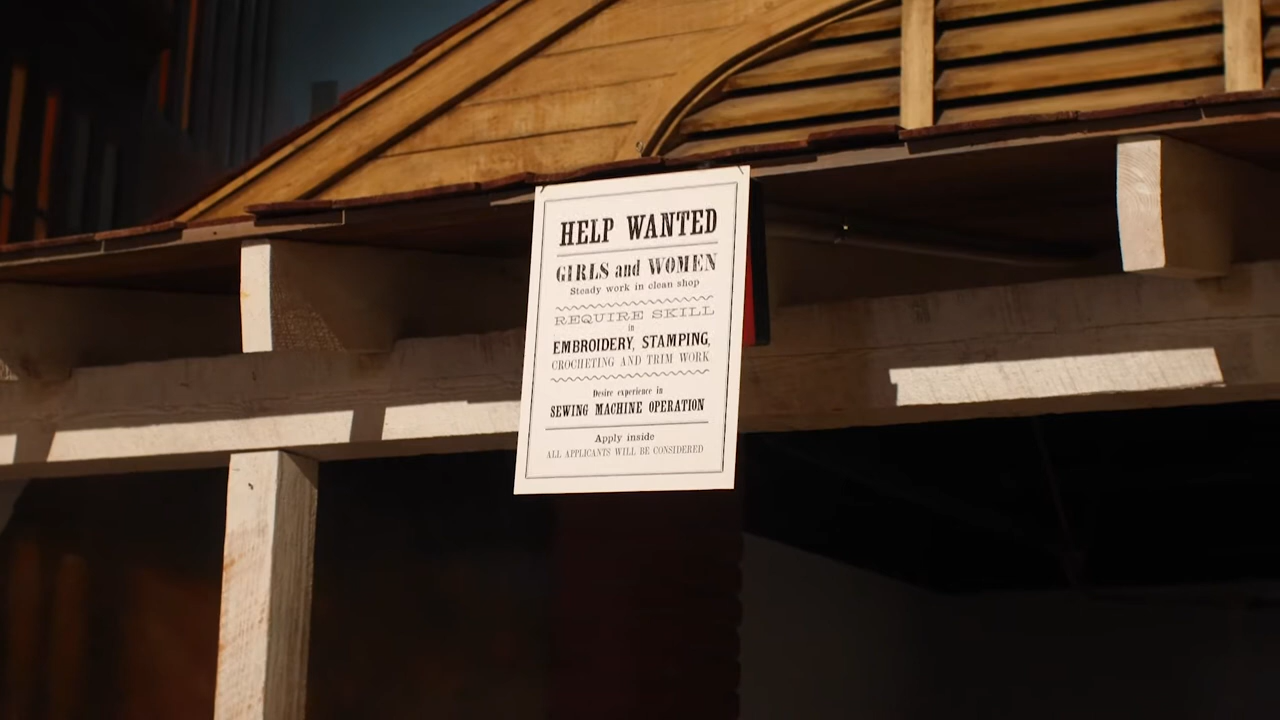 HELP WANTED
GIRLS and WOMEN
Steady work in clean shop
REQUIRE SKILL
in
EMBROIDERY, STAMPING,
CROCHETING AND TRIM WORK
Desire experience in
SEWING MACHINE OPERATION
Apply inside
ALL APPLICANTS WILL BE CONSIDERED